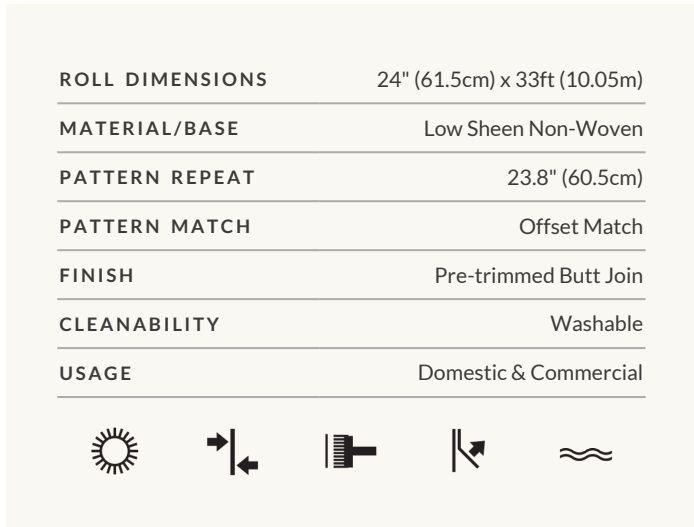 ROLL DIMENSIONS 24" (61.5cm) x 33ft (10.05m)
MATERIAL/BASE Low Sheen Non-Woven
PATTERN REPEAT 23.8" (60.5cm)
PATTERN MATCH Offset Match
FINISH Pre-trimmed Butt Join
CLEANABILITY Washable
USAGE Domestic & Commercial